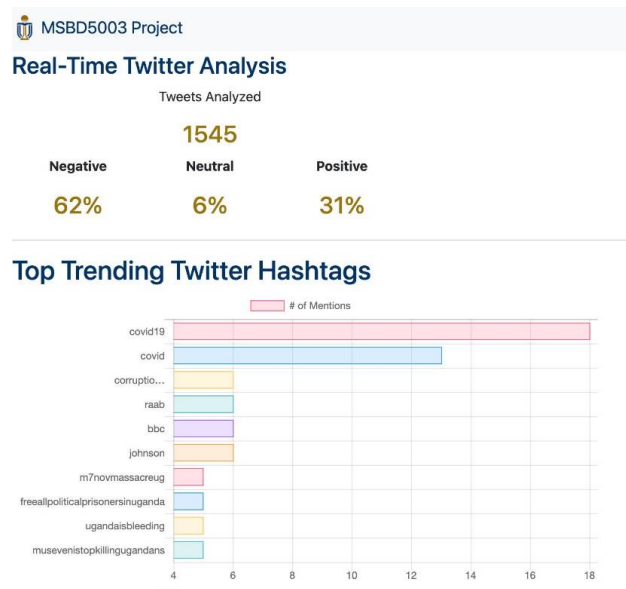 MSBD5003 Project
Real-Time Twitter Analysis
Tweets Analyzed
1545
Negative Neutral Positive
62% 6% 31%
Top Trending Twitter Hashtags
# of Mentions
covid19
covid
corruptio...
raab
bbc
johnson
m7novmassacreug
freeallpoliticalprisonersinuganda
ugandaisbleeding
musevenistopkillingugandans
4 6 8 10 12 14 16 18